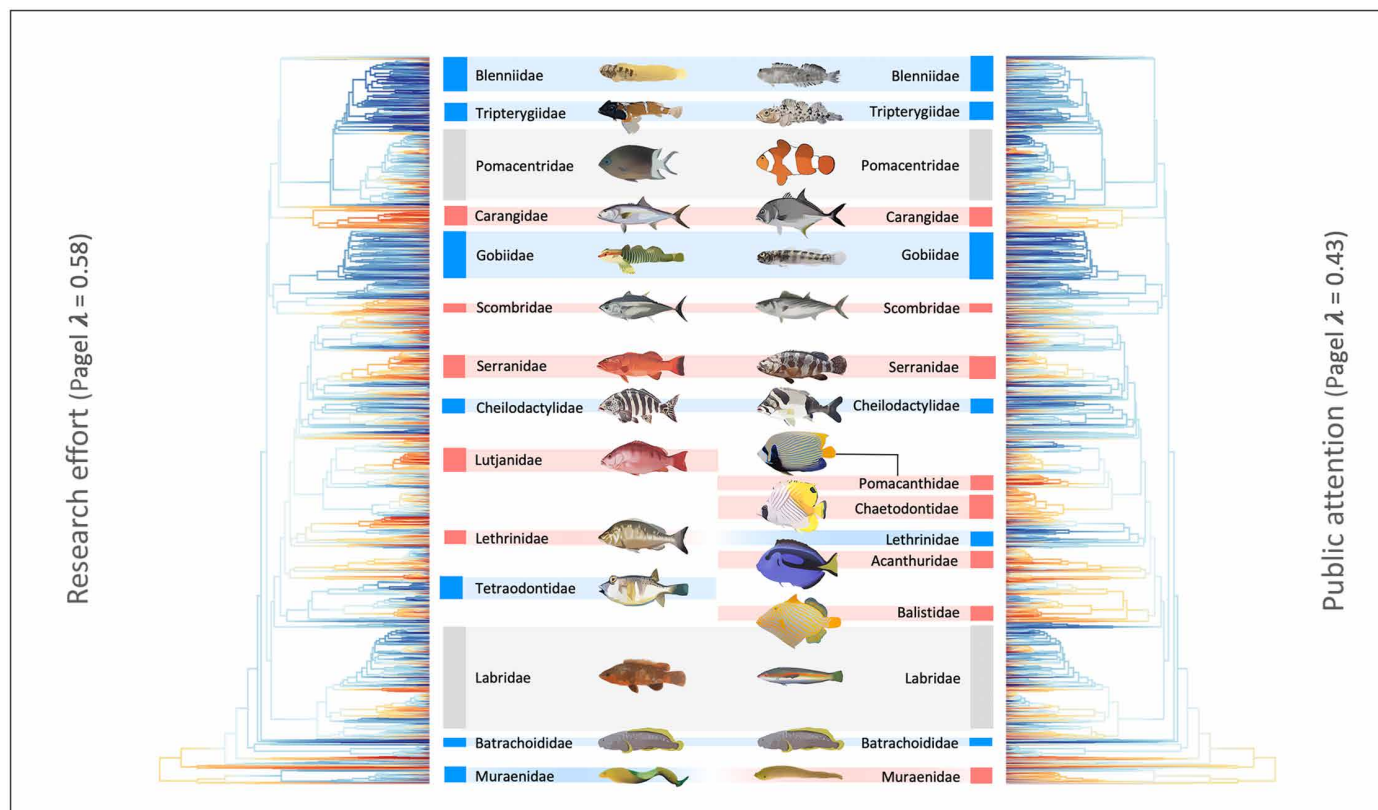 Research effort (Pagel λ = 0.58)
Blenniidae
Blenniidae
Tripterygiidae
Tripterygiidae
Pomacentridae
Pomacentridae
Carangidae
Carangidae
Gobiidae
Gobiidae
Scombridae
Scombridae
Serranidae
Serranidae
Cheilodactylidae
Cheilodactylidae
Lutjanidae
Pomacanthidae
Chaetodontidae
Lethrinidae
Lethrinidae
Acanthuridae
Tetraodontidae
Balistidae
Labridae
Labridae
Batrachoididae
Batrachoididae
Muraenidae
Muraenidae
Public attention (Pagel λ = 0.43)